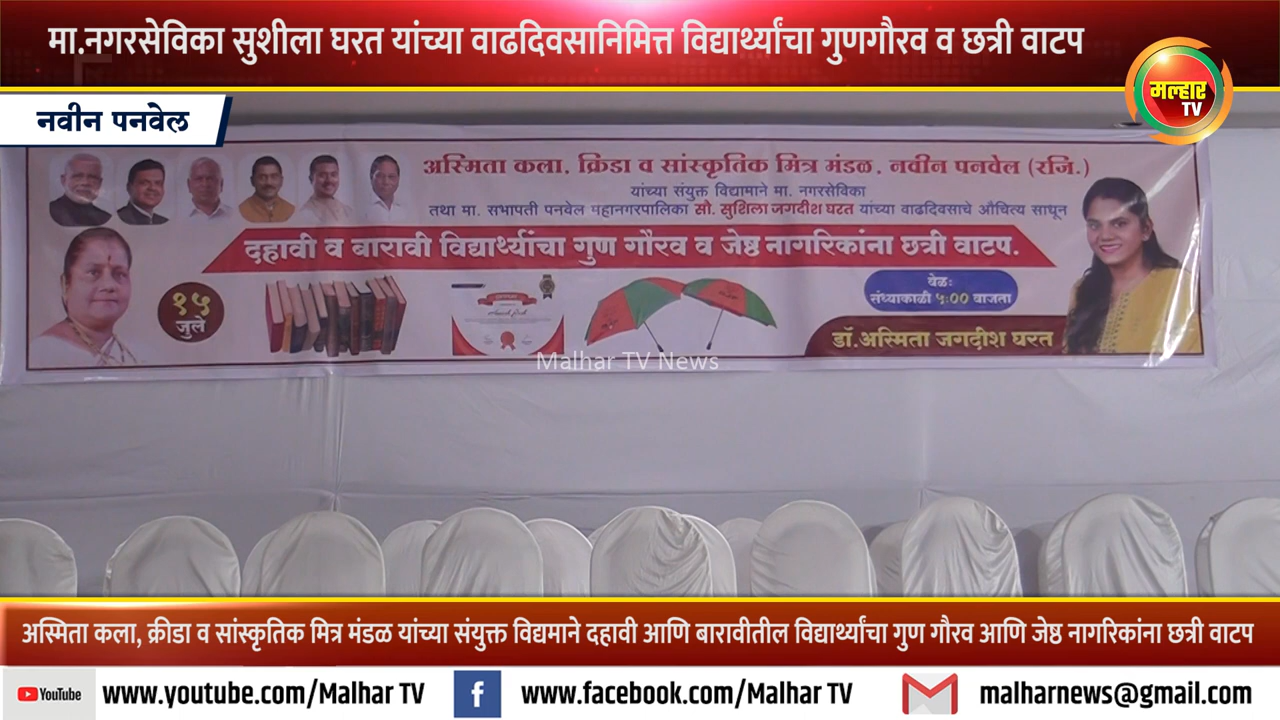 मा.नगरसेविका सुशीला घरत यांच्या वाढदिवसानिमित्त विद्यार्थ्यांचा गुणगौरव व छत्री वाटप
मल्हार
TV
नवीन पनवेल
अस्मिता कला, क्रिडा व सांस्कृतिक मित्र मंडळ, नवीन पनवेल (रजि.)
यांच्या संयुक्त विद्यामाने मा. नगरसेविका
तथा मा. सभापती पनवेल महानगरपालिका सौ. सुशिला जगदीश घरत यांच्या वाढदिवसाचे औचित्य साधून
दहावी व बारावी विद्यार्थ्यांचा गुण गौरव व जेष्ठ नागरिकांना छत्री वाटप.
१५
जुले
वेळः
संध्याकाळी ५:०० वाजता
डॉ.अस्मिता जगदीश घरत
Malhar TV News
अस्मिता कला, क्रीडा व सांस्कृतिक मित्र मंडळ यांच्या संयुक्त विद्यमाने दहावी आणि बारावीतील विद्यार्थ्यांचा गुण गौरव आणि जेष्ठ नागरिकांना छत्री वाटप
YouTube www.youtube.com/Malhar TV f www.facebook.com/Malhar TV malharnews@gmail.com